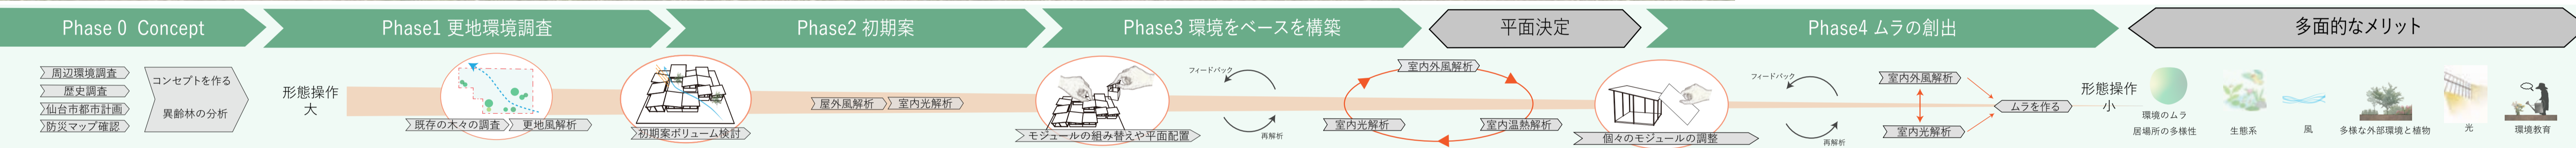 Phase 0 Concept
Phase1 更地環境調査
Phase2 初期案
Phase3 環境をベースを構築
平面決定
Phase4 ムラの創出
多面的なメリット
周辺環境調査
歴史調査
仙台市都市計画
防災マップ確認
コンセプトを作る
異齢林の分析
形態操作
大
既存の木々の調査
更地風解析
初期案ボリューム検討
屋外風解析
室内光解析
モジュールの組み替えや平面配置
フィードバック
再解析
室内外風解析
室内光解析
室内温熱解析
個々のモジュールの調整
フィードバック
再解析
室内外風解析
室内光解析
ムラを作る
形態操作
小
環境のムラ
居場所の多様性
生態系
風
多様な外部環境と植物
光
環境教育